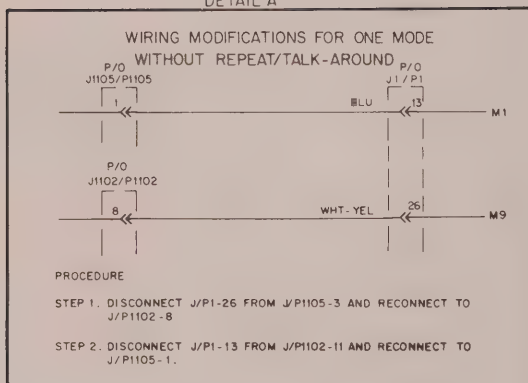 DETAIL A
WIRING MODIFICATIONS FOR ONE MODE
WITHOUT REPEAT/TALK-AROUND
P/O
J1105/P1105
P/O
J1/P1
1
BLU
13
M1
P/O
J1102/P1102
8
WHT-YEL
26
M9
PROCEDURE
STEP 1. DISCONNECT J/P1-26 FROM J/P1105-3 AND RECONNECT TO
J/P1102-8
STEP 2. DISCONNECT J/P1-13 FROM J/P1102-11 AND RECONNECT TO
J/P1105-1.